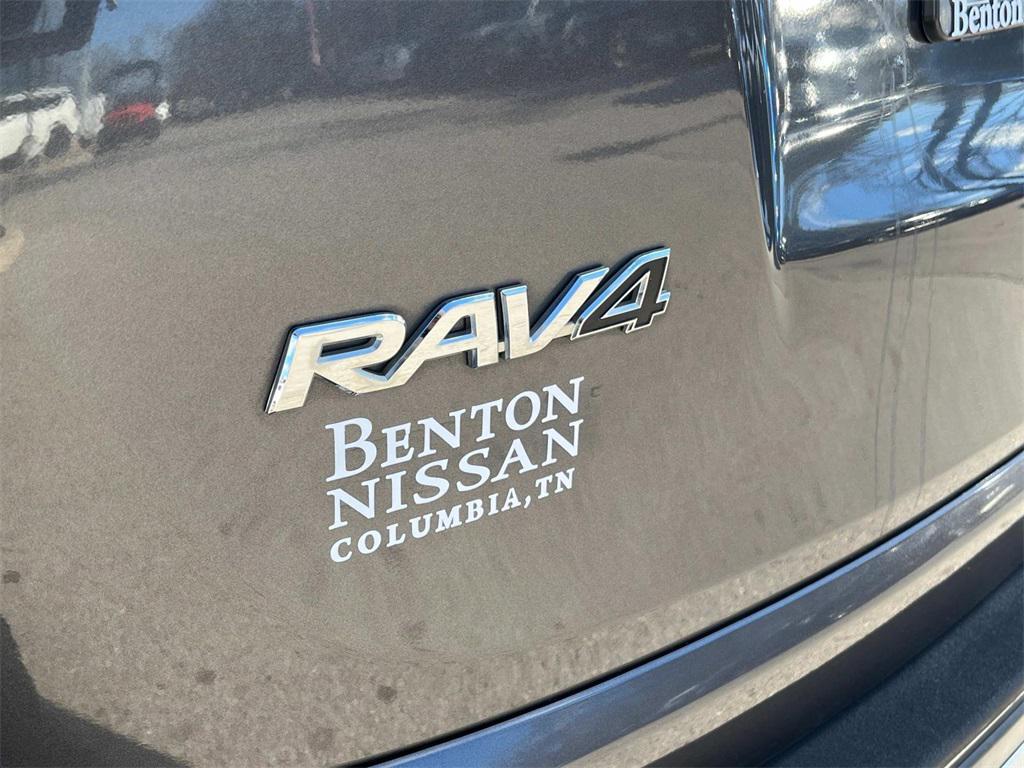 Benton
RAV4
BENTON
NISSAN
COLUMBIA, TN